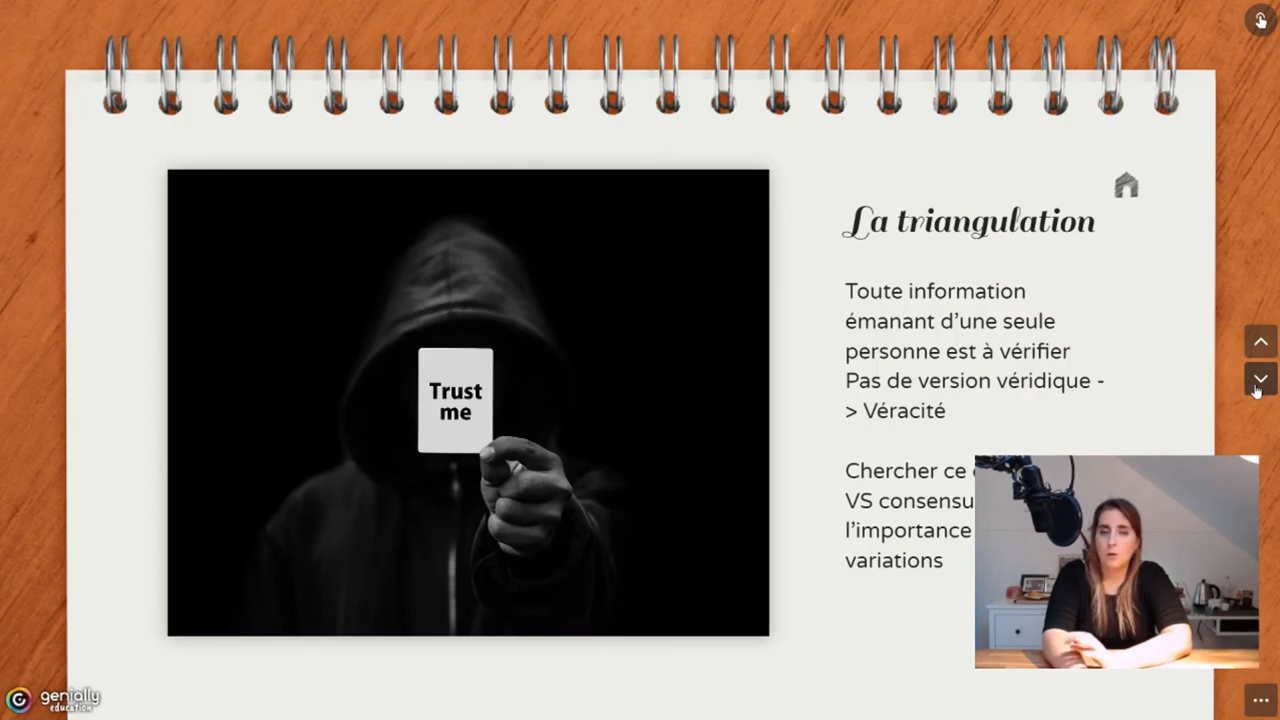 La triangulation
Toute information
émanant d'une seule
personne est à vérifier
Pas de version véridique -
> Véracité
Chercher ce
VS consensu
l'importance
variations
Trust
me
genially
education